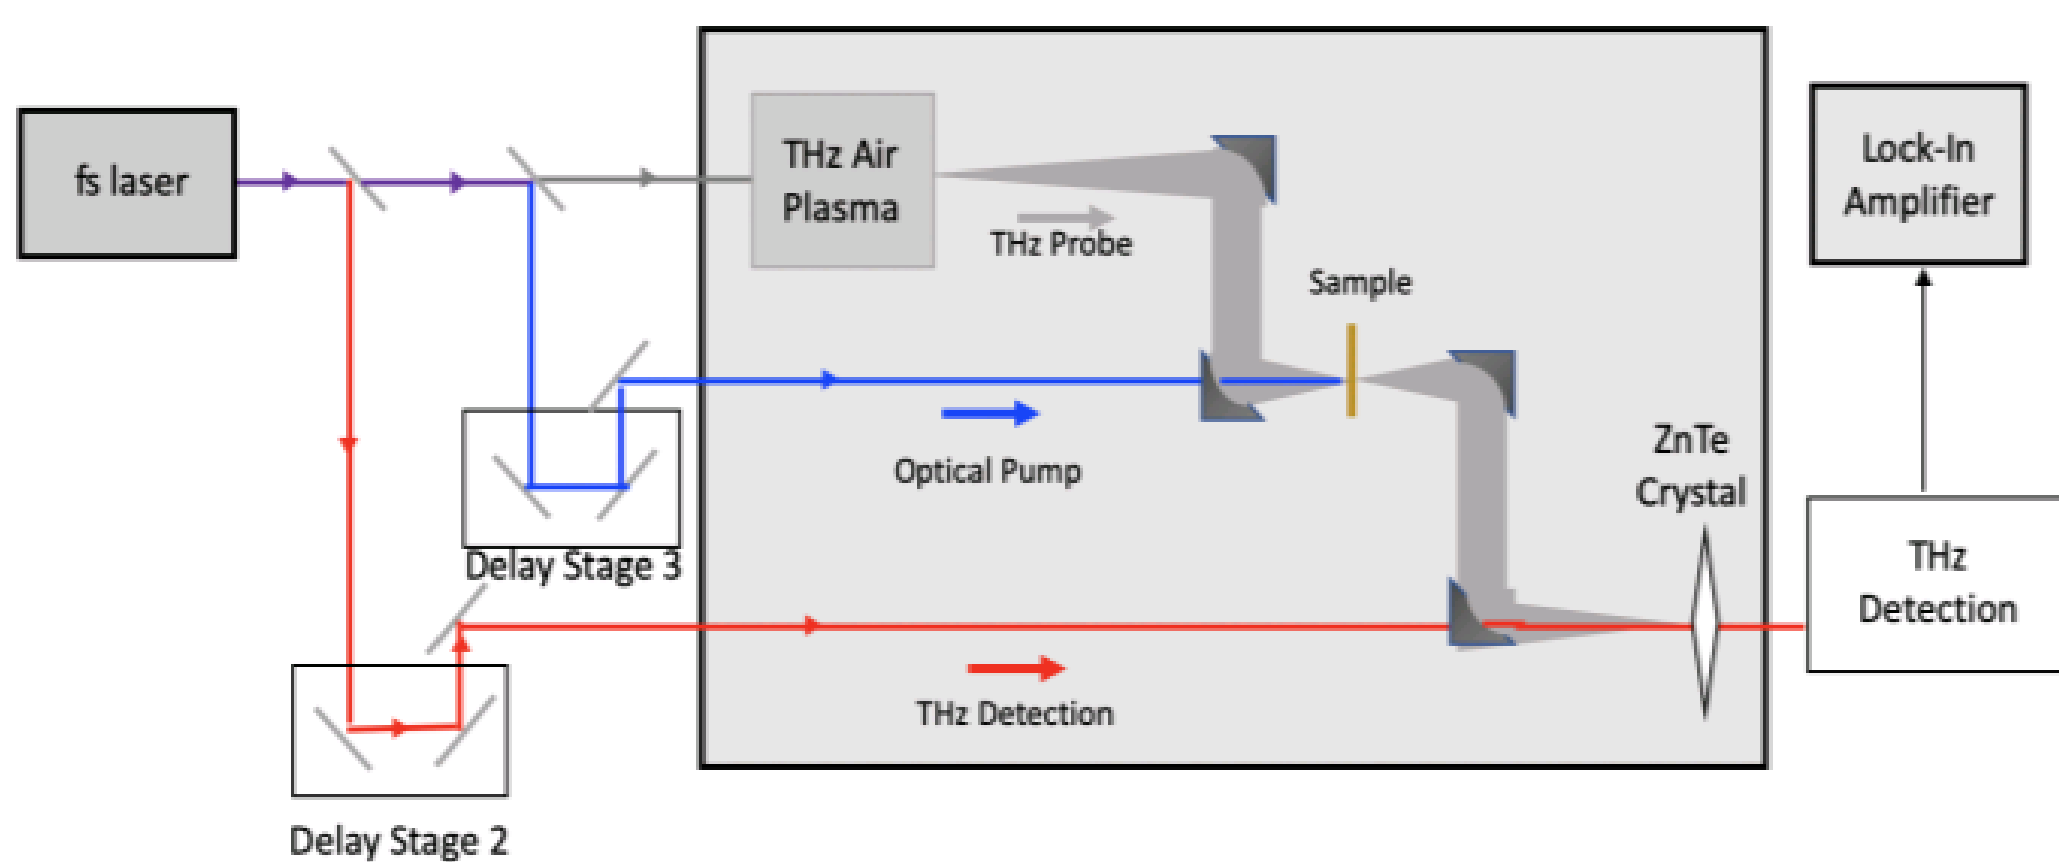 fs laser
THz Air
Plasma
THz Probe
Sample
Lock-In
Amplifier
Optical Pump
ZnTe
Crystal
Delay Stage 3
THz
Detection
THz Detection
Delay Stage 2